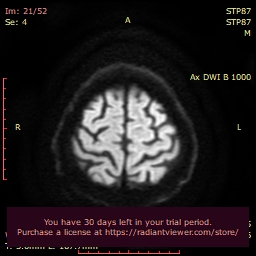 Im: 21/52
STP87
Se: 4
A
STP87
M
Ax DWI B 1000
R
L
You have 30 days left in your trial period.
Purchase a license at https://radiantviewer.com/store/